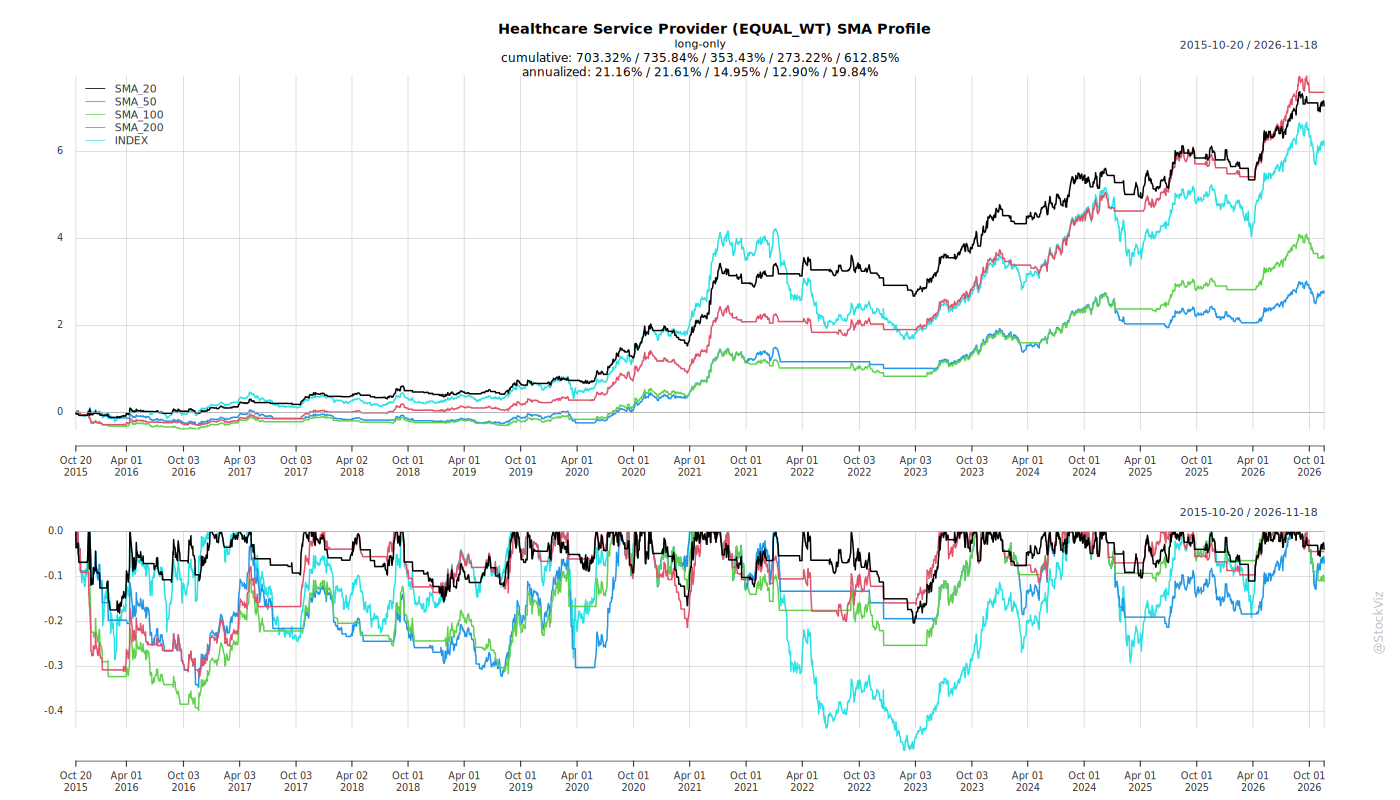 Healthcare Service Provider (EQUAL_WT) SMA Profile
long-only
cumulative: 703.32% / 735.84% / 353.43% / 273.22% / 612.85%
annualized: 21.16% / 21.61% / 14.95% / 12.90% / 19.84%
2015-10-20 / 2026-11-18
SMA_20
SMA_50
SMA_100
SMA_200
INDEX
6
4
2
0
Oct 20 Apr 01 Oct 03 Apr 03 Oct 03 Apr 02 Oct 01 Apr 01 Oct 01 Apr 01 Oct 01 Apr 01 Oct 01 Apr 01 Oct 03 Apr 03 Oct 03 Apr 01 Oct 01 Apr 01 Oct 01 Apr 01 Oct 01
2015 2016 2016 2017 2017 2018 2018 2019 2019 2020 2020 2021 2021 2022 2022 2023 2023 2024 2024 2025 2025 2026 2026
2015-10-20 / 2026-11-18
0.0
-0.1
-0.2
-0.3
-0.4
Oct 20 Apr 01 Oct 03 Apr 03 Oct 03 Apr 02 Oct 01 Apr 01 Oct 01 Apr 01 Oct 01 Apr 01 Oct 01 Apr 01 Oct 03 Apr 03 Oct 03 Apr 01 Oct 01 Apr 01 Oct 01 Apr 01 Oct 01
2015 2016 2016 2017 2017 2018 2018 2019 2019 2020 2020 2021 2021 2022 2022 2023 2023 2024 2024 2025 2025 2026 2026
@StockViz